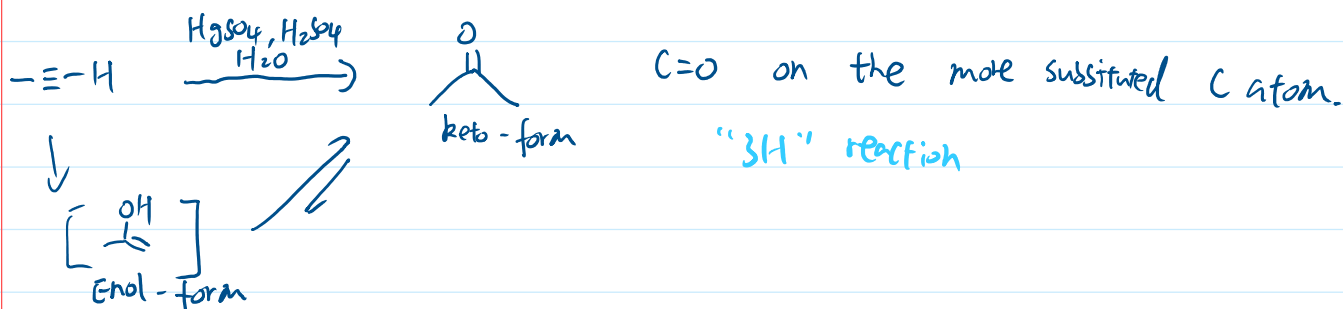 HgSO4, H2SO4
H2O
-≡-H
O
C=O on the more substituted C atom.
keto-form
"3H" reaction
OH
Enol-form